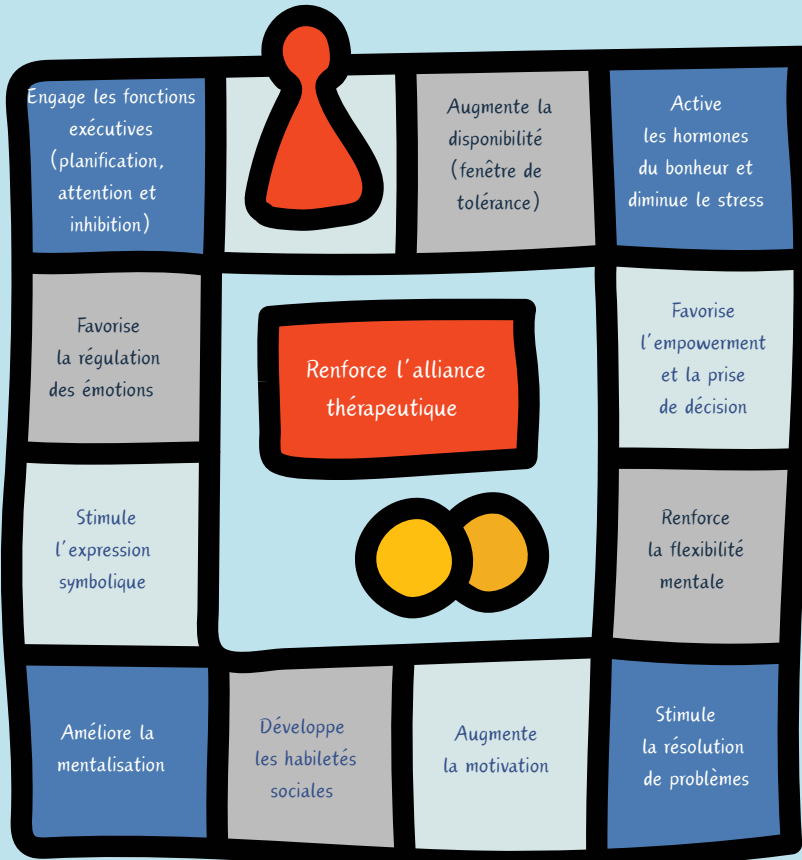 Engage les fonctions
exécutives
(planification,
attention et
inhibition)
Augmente la
disponibilité
(fenêtre de
tolérance)
Active
les hormones
du bonheur et
diminue le stress
Favorise
la régulation
des émotions
Renforce l'alliance
thérapeutique
Favorise
l'empowerment
et la prise
de décision
Stimule
l'expression
symbolique
Renforce
la flexibilité
mentale
Améliore la
mentalisation
Développe
les habiletés
sociales
Augmente
la motivation
Stimule
la résolution
de problèmes